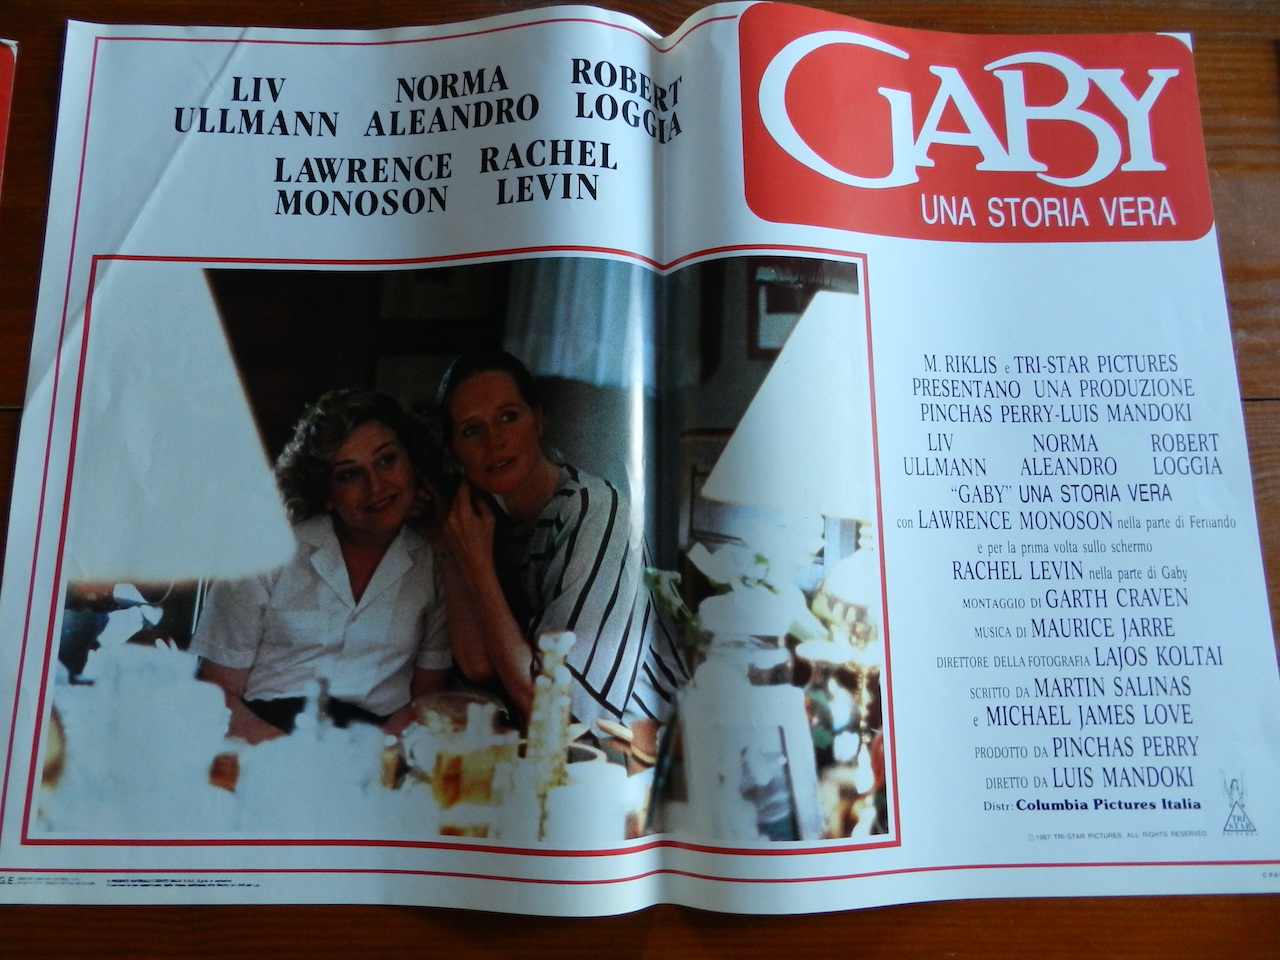 LIV NORMA ROBERT
ULLMANN ALEANDRO LOGGIA
LAWRENCE RACHEL
MONOSON LEVIN
GABY
UNA STORIA VERA
M. RIKLIS e TRI-STAR PICTURES
PRESENTANO UNA PRODUZIONE
PINCHAS PERRY-LUIS MANDOKI
LIV NORMA ROBERT
ULLMANN ALEANDRO LOGGIA
"GABY" UNA STORIA VERA
con LAWRENCE MONOSON nella parte di Fernando
e per la prima volta sullo schermo
RACHEL LEVIN nella parte di Gaby
MONTAGGIO DI GARTH CRAVEN
MUSICA DI MAURICE JARRE
DIRETTORE DELLA FOTOGRAFIA LAJOS KOLTAI
SCRITTO DA MARTIN SALINAS
e MICHAEL JAMES LOVE
PRODOTTO DA PINCHAS PERRY
DIRETTO DA LUIS MANDOKI
Distr: Columbia Pictures Italia
TRI
STAR
PICTURES
©1987 TRI-STAR PICTURES. ALL RIGHTS RESERVED